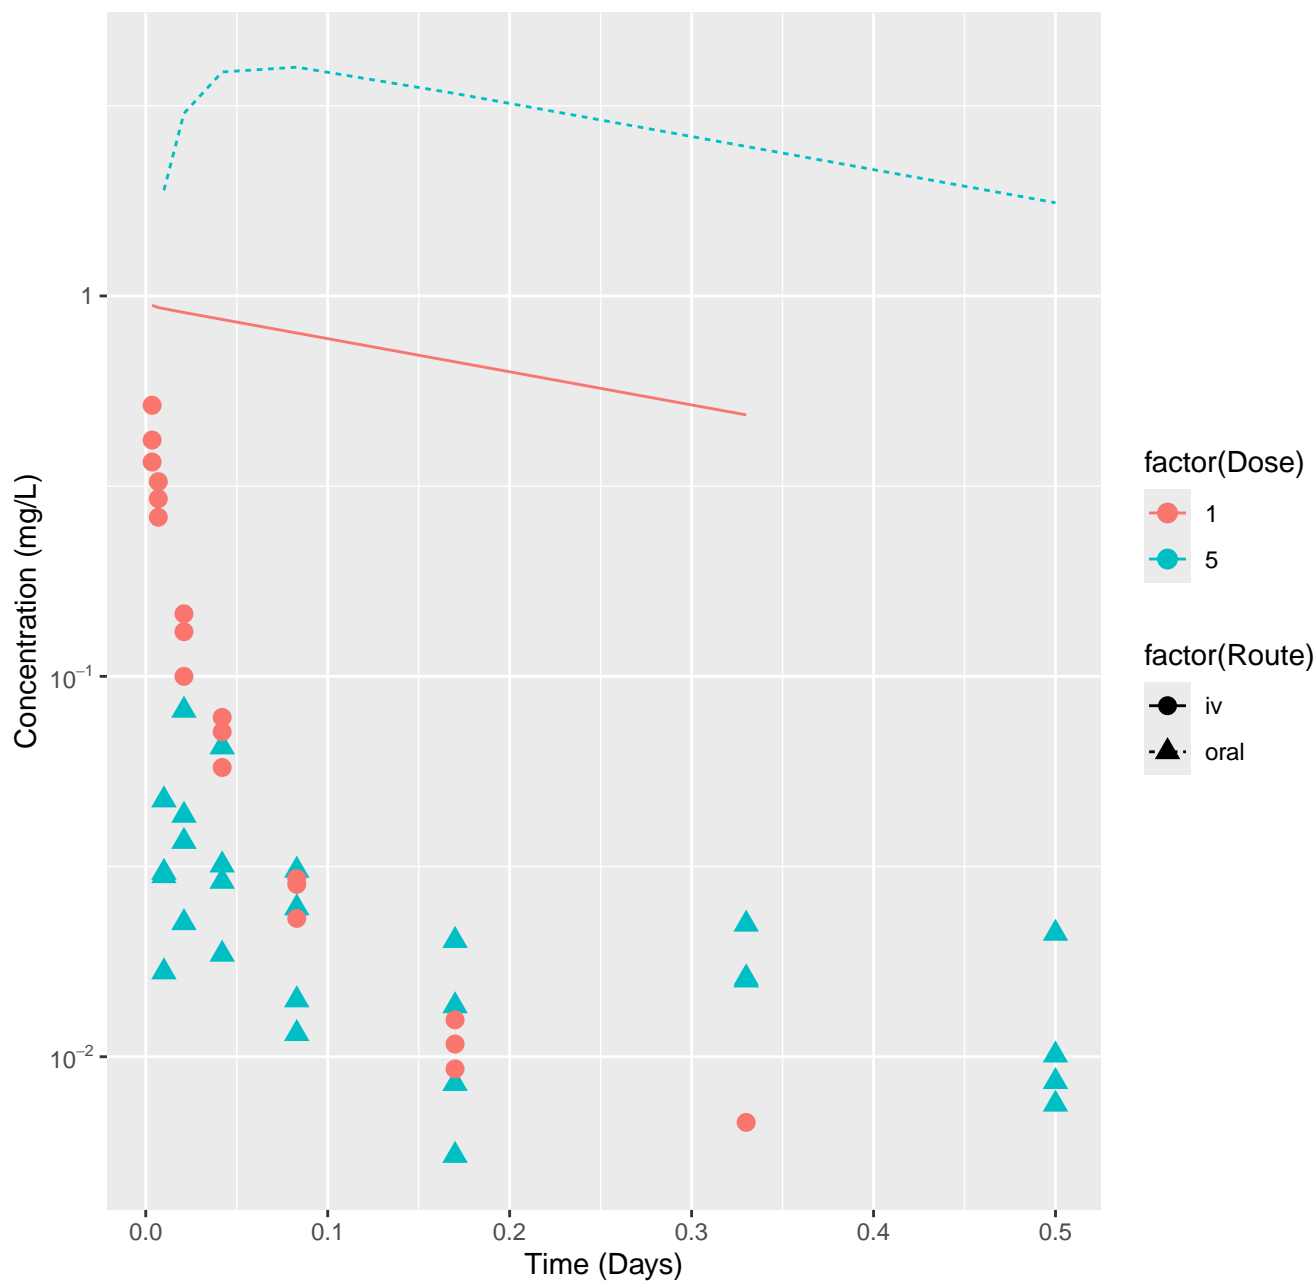 1
10⁻¹
10⁻²
Concentration (mg/L)
0.0 0.1 0.2 0.3 0.4 0.5
Time (Days)
factor(Dose)
1
5
factor(Route)
iv
oral